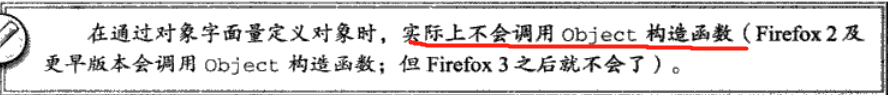 在通过对象字面量定义对象时，实际上不会调用 Object 构造函数（Firefox 2 及
更早版本会调用 Object 构造函数；但 Firefox 3 之后就不会了）。